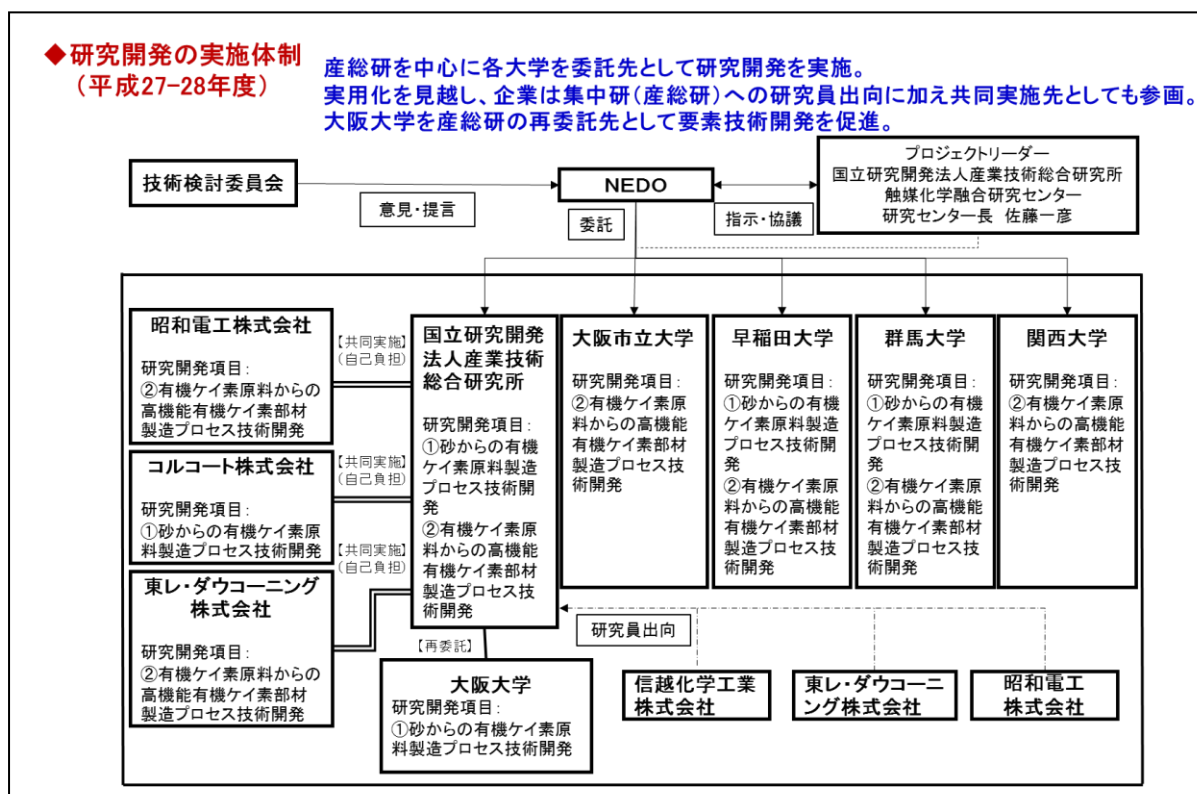 ◆研究開発の実施体制
（平成27-28年度）
産総研を中心に各大学を委託先として研究開発を実施。
実用化を見越し、企業は集中研（産総研）への研究員出向に加え共同実施先としても参画。
大阪大学を産総研の再委託先として要素技術開発を促進。
技術検討委員会
意見・提言
NEDO
委託
指示・協議
プロジェクトリーダー
国立研究開発法人産業技術総合研究所
触媒化学融合研究センター
研究センター長 佐藤一彦
昭和電工株式会社
研究開発項目：
②有機ケイ素原料からの
高機能有機ケイ素部材
製造プロセス技術開発
【共同実施】
（自己負担）
コルコート株式会社
研究開発項目：
①砂からの有機ケイ素原
料製造プロセス技術開発
【共同実施】
（自己負担）
東レ・ダウコーニング
株式会社
研究開発項目：
②有機ケイ素原料からの
高機能有機ケイ素部材
製造プロセス技術開発
【共同実施】
（自己負担）
国立研究開発
法人産業技術
総合研究所
研究開発項目：
①砂からの有機
ケイ素原料製造
プロセス技術開
発
②有機ケイ素原
料からの高機能
有機ケイ素部材
製造プロセス技
術開発
大阪市立大学
研究開発項目：
②有機ケイ素原
料からの高機能
有機ケイ素部材
製造プロセス技
術開発
早稲田大学
研究開発項目：
①砂からの有機
ケイ素原料製造
プロセス技術開
発
②有機ケイ素原
料からの高機能
有機ケイ素部材
製造プロセス技
術開発
群馬大学
研究開発項目：
①砂からの有機
ケイ素原料製造
プロセス技術開
発
②有機ケイ素原
料からの高機能
有機ケイ素部材
製造プロセス技
術開発
関西大学
研究開発項目：
②有機ケイ素原
料からの高機能
有機ケイ素部材
製造プロセス技
術開発
【再委託】
大阪大学
研究開発項目：
①砂からの有機ケイ素原
料製造プロセス技術開発
研究員出向
信越化学工業
株式会社
東レ・ダウコーニ
ング株式会社
昭和電工
株式会社